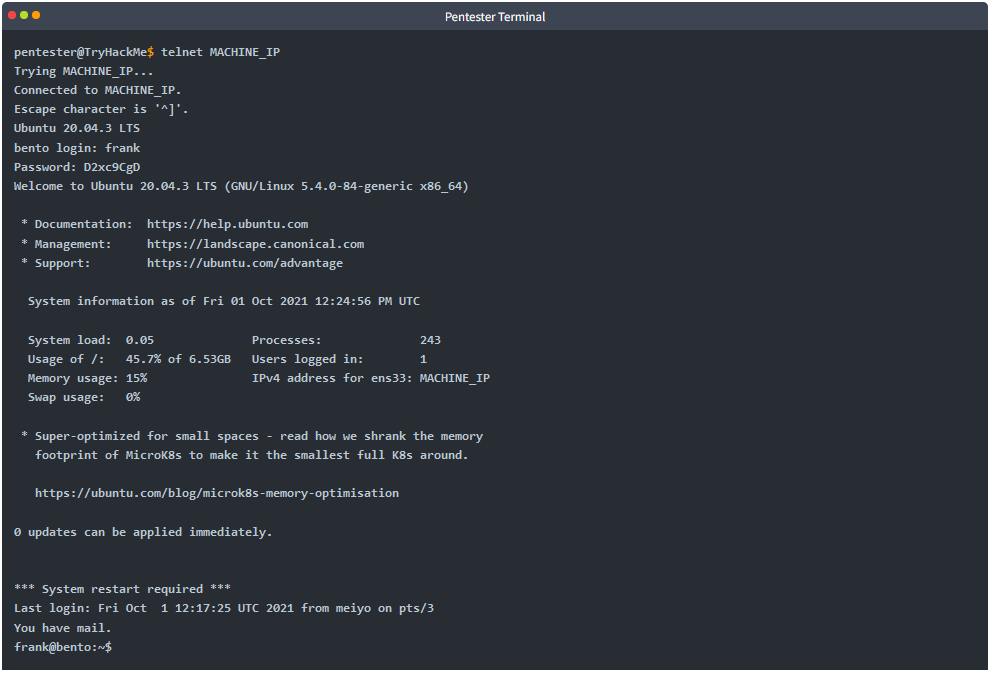 Pentester Terminal
pentester@TryHackMe$ telnet MACHINE_IP
Trying MACHINE_IP...
Connected to MACHINE_IP.
Escape character is '^]'.
Ubuntu 20.04.3 LTS
bento login: frank
Password: D2xc9CgD
Welcome to Ubuntu 20.04.3 LTS (GNU/Linux 5.4.0-84-generic x86_64)

 * Documentation:  https://help.ubuntu.com
 * Management:     https://landscape.canonical.com
 * Support:        https://ubuntu.com/advantage

  System information as of Fri 01 Oct 2021 12:24:56 PM UTC

  System load:  0.05              Processes:              243
  Usage of /:   45.7% of 6.53GB   Users logged in:        1
  Memory usage: 15%               IPv4 address for ens33: MACHINE_IP
  Swap usage:   0%

 * Super-optimized for small spaces - read how we shrank the memory
   footprint of MicroK8s to make it the smallest full K8s around.

   https://ubuntu.com/blog/microk8s-memory-optimisation

0 updates can be applied immediately.


*** System restart required ***
Last login: Fri Oct  1 12:17:25 UTC 2021 from meiyo on pts/3
You have mail.
frank@bento:~$